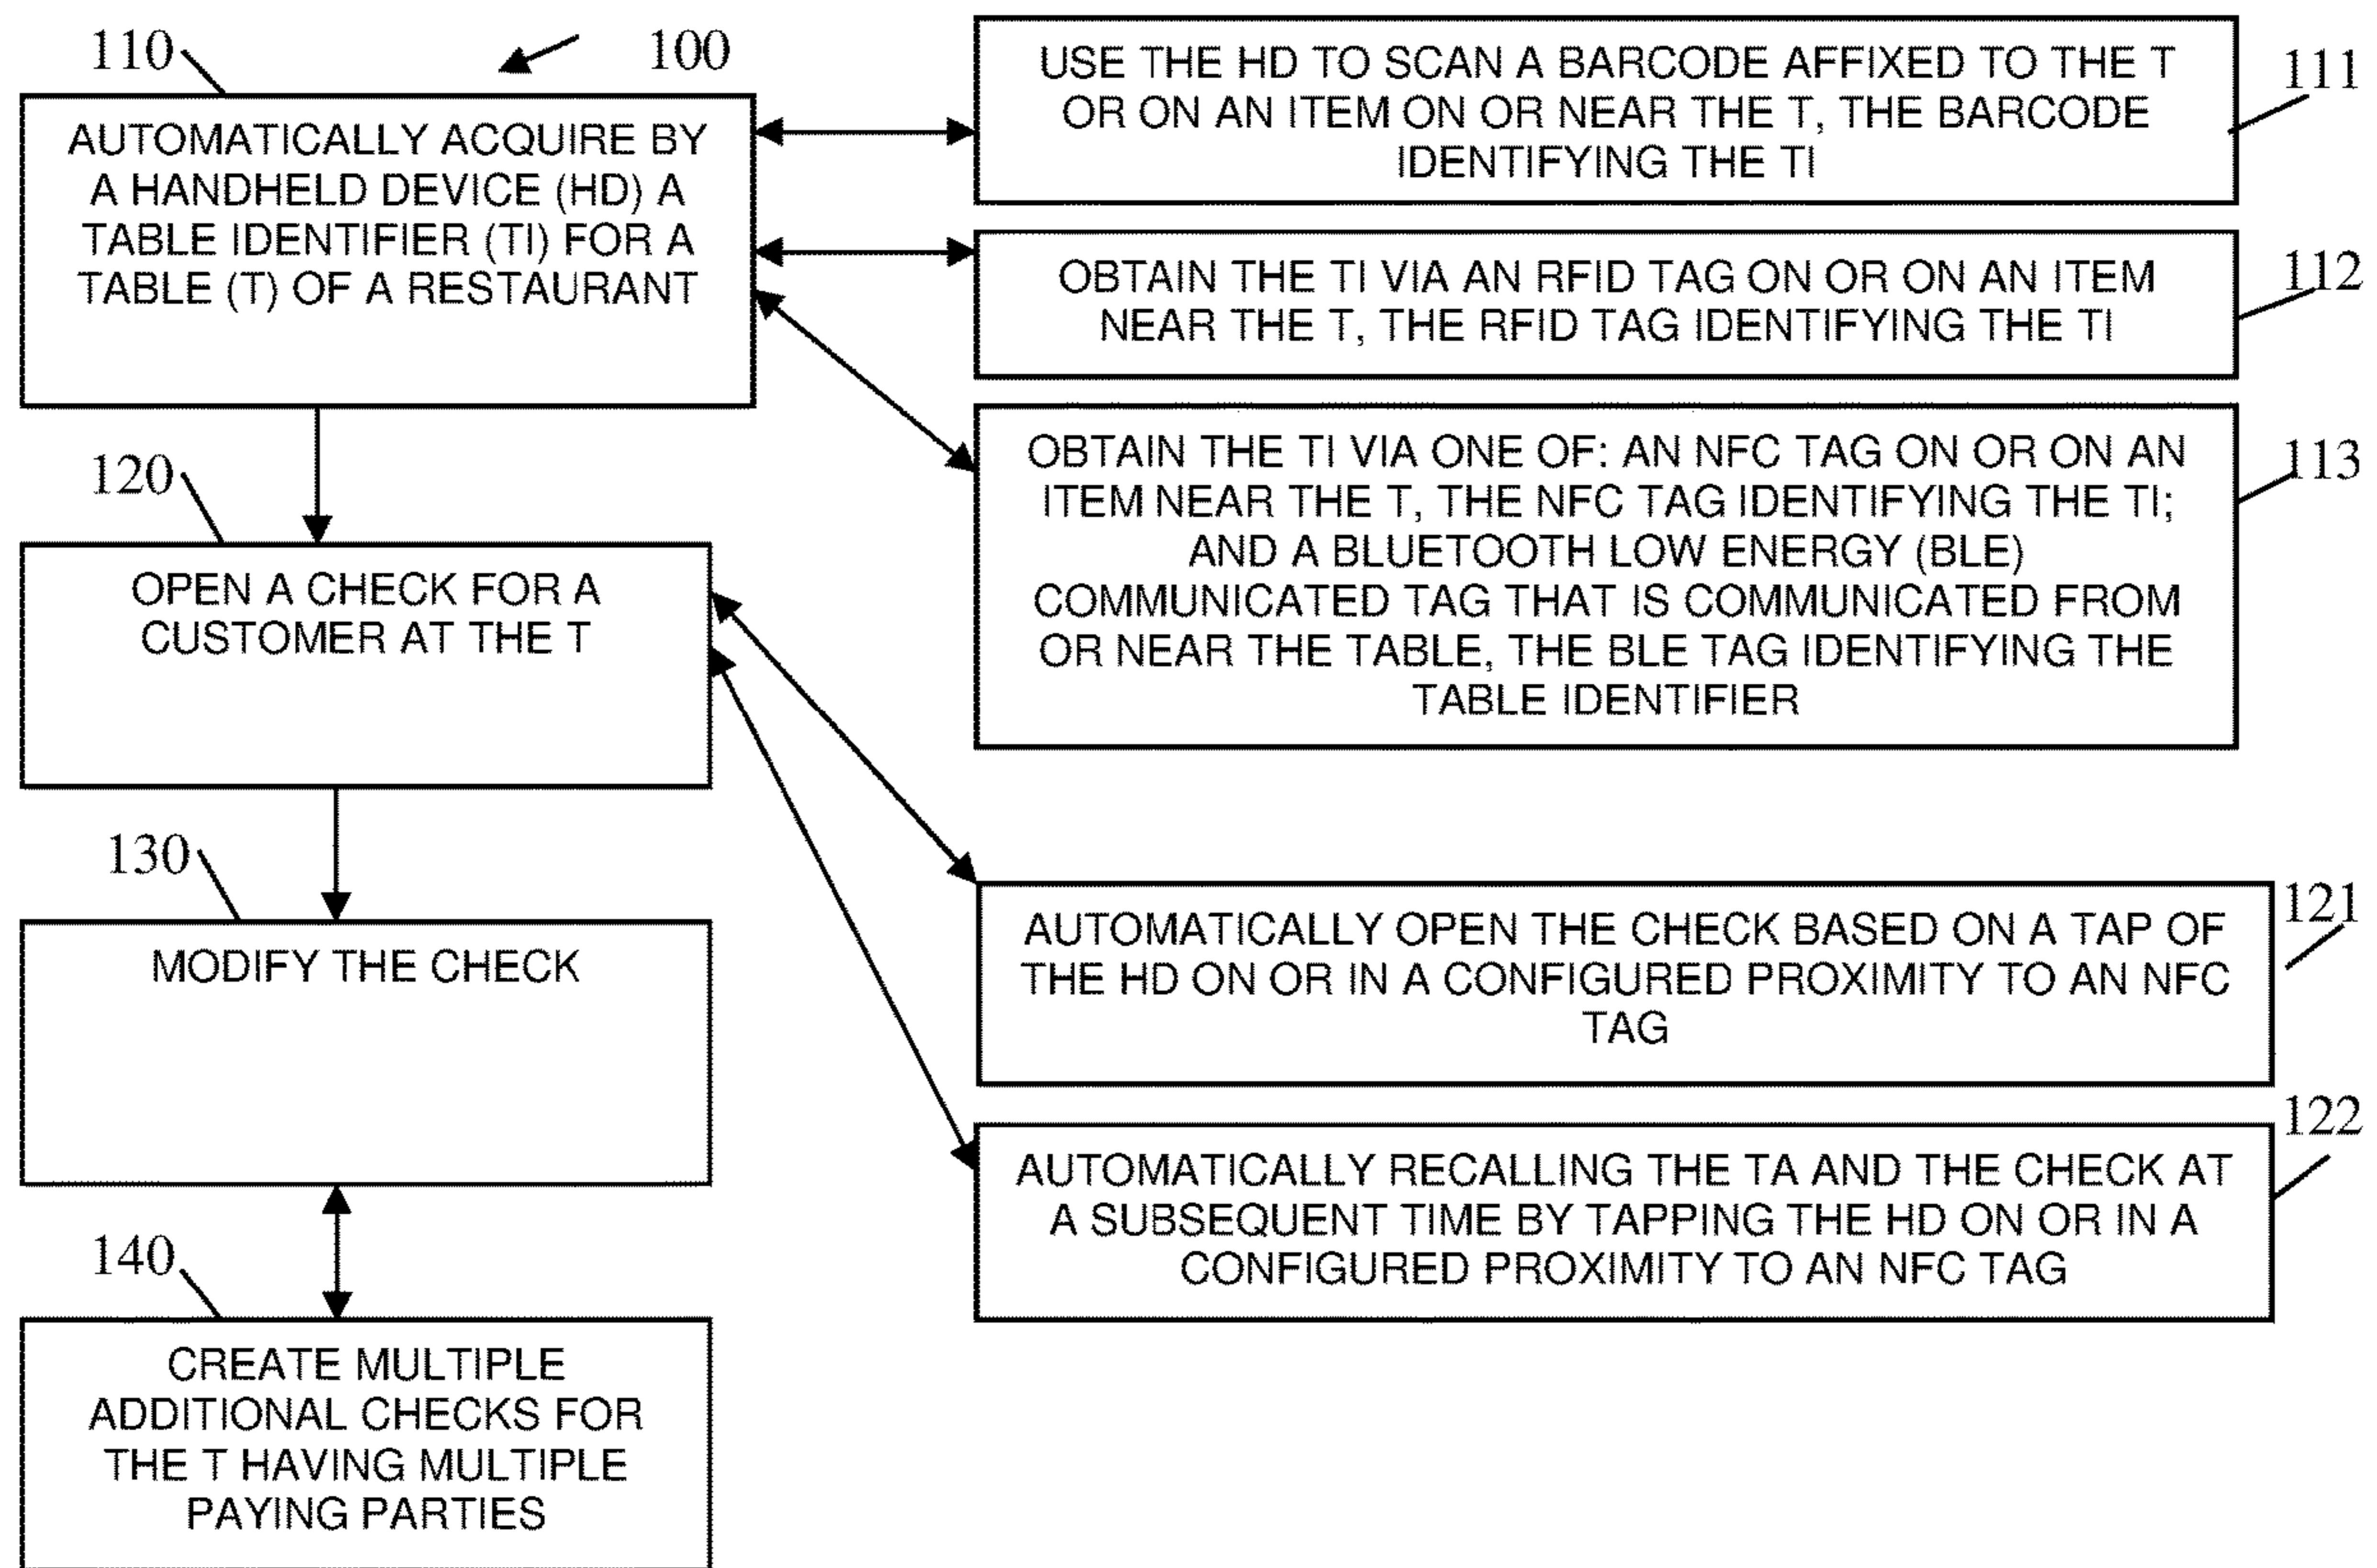 110
100
AUTOMATICALLY ACQUIRE BY
A HANDHELD DEVICE (HD) A
TABLE IDENTIFIER (TI) FOR A
TABLE (T) OF A RESTAURANT
USE THE HD TO SCAN A BARCODE AFFIXED TO THE T
OR ON AN ITEM ON OR NEAR THE T, THE BARCODE
IDENTIFYING THE TI
111
OBTAIN THE TI VIA AN RFID TAG ON OR ON AN ITEM
NEAR THE T, THE RFID TAG IDENTIFYING THE TI
112
OBTAIN THE TI VIA ONE OF: AN NFC TAG ON OR ON AN
ITEM NEAR THE T, THE NFC TAG IDENTIFYING THE TI;
AND A BLUETOOTH LOW ENERGY (BLE)
COMMUNICATED TAG THAT IS COMMUNICATED FROM
OR NEAR THE TABLE, THE BLE TAG IDENTIFYING THE
TABLE IDENTIFIER
113
120
OPEN A CHECK FOR A
CUSTOMER AT THE T
AUTOMATICALLY OPEN THE CHECK BASED ON A TAP OF
THE HD ON OR IN A CONFIGURED PROXIMITY TO AN NFC
TAG
121
AUTOMATICALLY RECALLING THE TA AND THE CHECK AT
A SUBSEQUENT TIME BY TAPPING THE HD ON OR IN A
CONFIGURED PROXIMITY TO AN NFC TAG
122
130
MODIFY THE CHECK
140
CREATE MULTIPLE
ADDITIONAL CHECKS FOR
THE T HAVING MULTIPLE
PAYING PARTIES